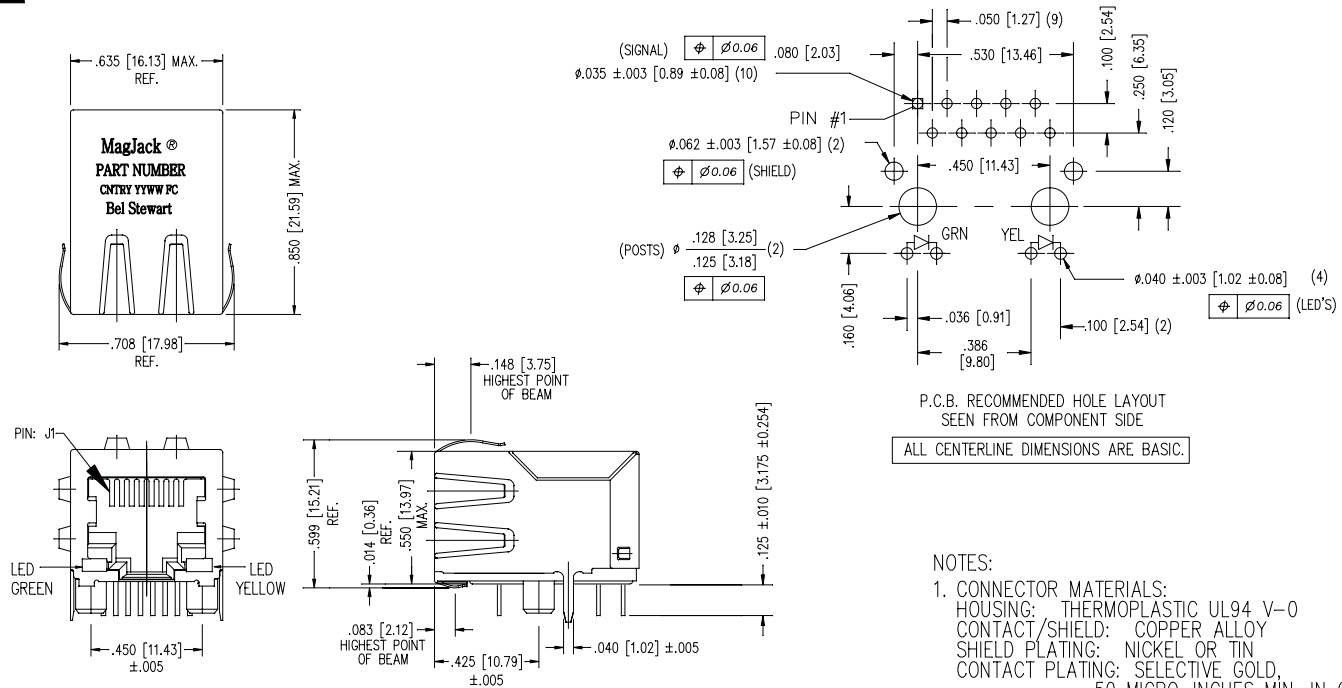 .635 [16.13] MAX.
REF.
MagJack ®
PART NUMBER
CNTRY YYWW FC
Bel Stewart
.850 [21.59] MAX.
.708 [17.98]
REF.
.050 [1.27] (9)
(SIGNAL) ⌖ Ø0.06
.080 [2.03]
.530 [13.46]
.100 [2.54]
.250 [6.35]
.120 [3.05]
ø.035 ±.003 [0.89 ±0.08] (10)
PIN #1
ø.062 ±.003 [1.57 ±0.08] (2)
⌖ Ø0.06 (SHIELD)
.450 [11.43]
GRN
YEL
(POSTS) ø .128 [3.25] (2)
.125 [3.18]
⌖ Ø0.06
ø.040 ±.003 [1.02 ±0.08] (4)
⌖ Ø0.06 (LED'S)
.160 [4.06]
.036 [0.91]
.100 [2.54] (2)
.386
[9.80]
P.C.B. RECOMMENDED HOLE LAYOUT
SEEN FROM COMPONENT SIDE
ALL CENTERLINE DIMENSIONS ARE BASIC.
PIN: J1
LED
GREEN
LED
YELLOW
.450 [11.43]
±.005
.148 [3.75]
HIGHEST POINT
OF BEAM
.599 [15.21]
REF.
.014 [0.36]
REF.
.550 [13.97]
MAX.
.125 ±.010 [3.175 ±0.254]
.083 [2.12]
HIGHEST POINT
OF BEAM
.425 [10.79]
±.005
.040 [1.02] ±.005
NOTES:
1. CONNECTOR MATERIALS:
HOUSING: THERMOPLASTIC UL94 V-0
CONTACT/SHIELD: COPPER ALLOY
SHIELD PLATING: NICKEL OR TIN
CONTACT PLATING: SELECTIVE GOLD,
50 MICRO-INCHES MIN. IN